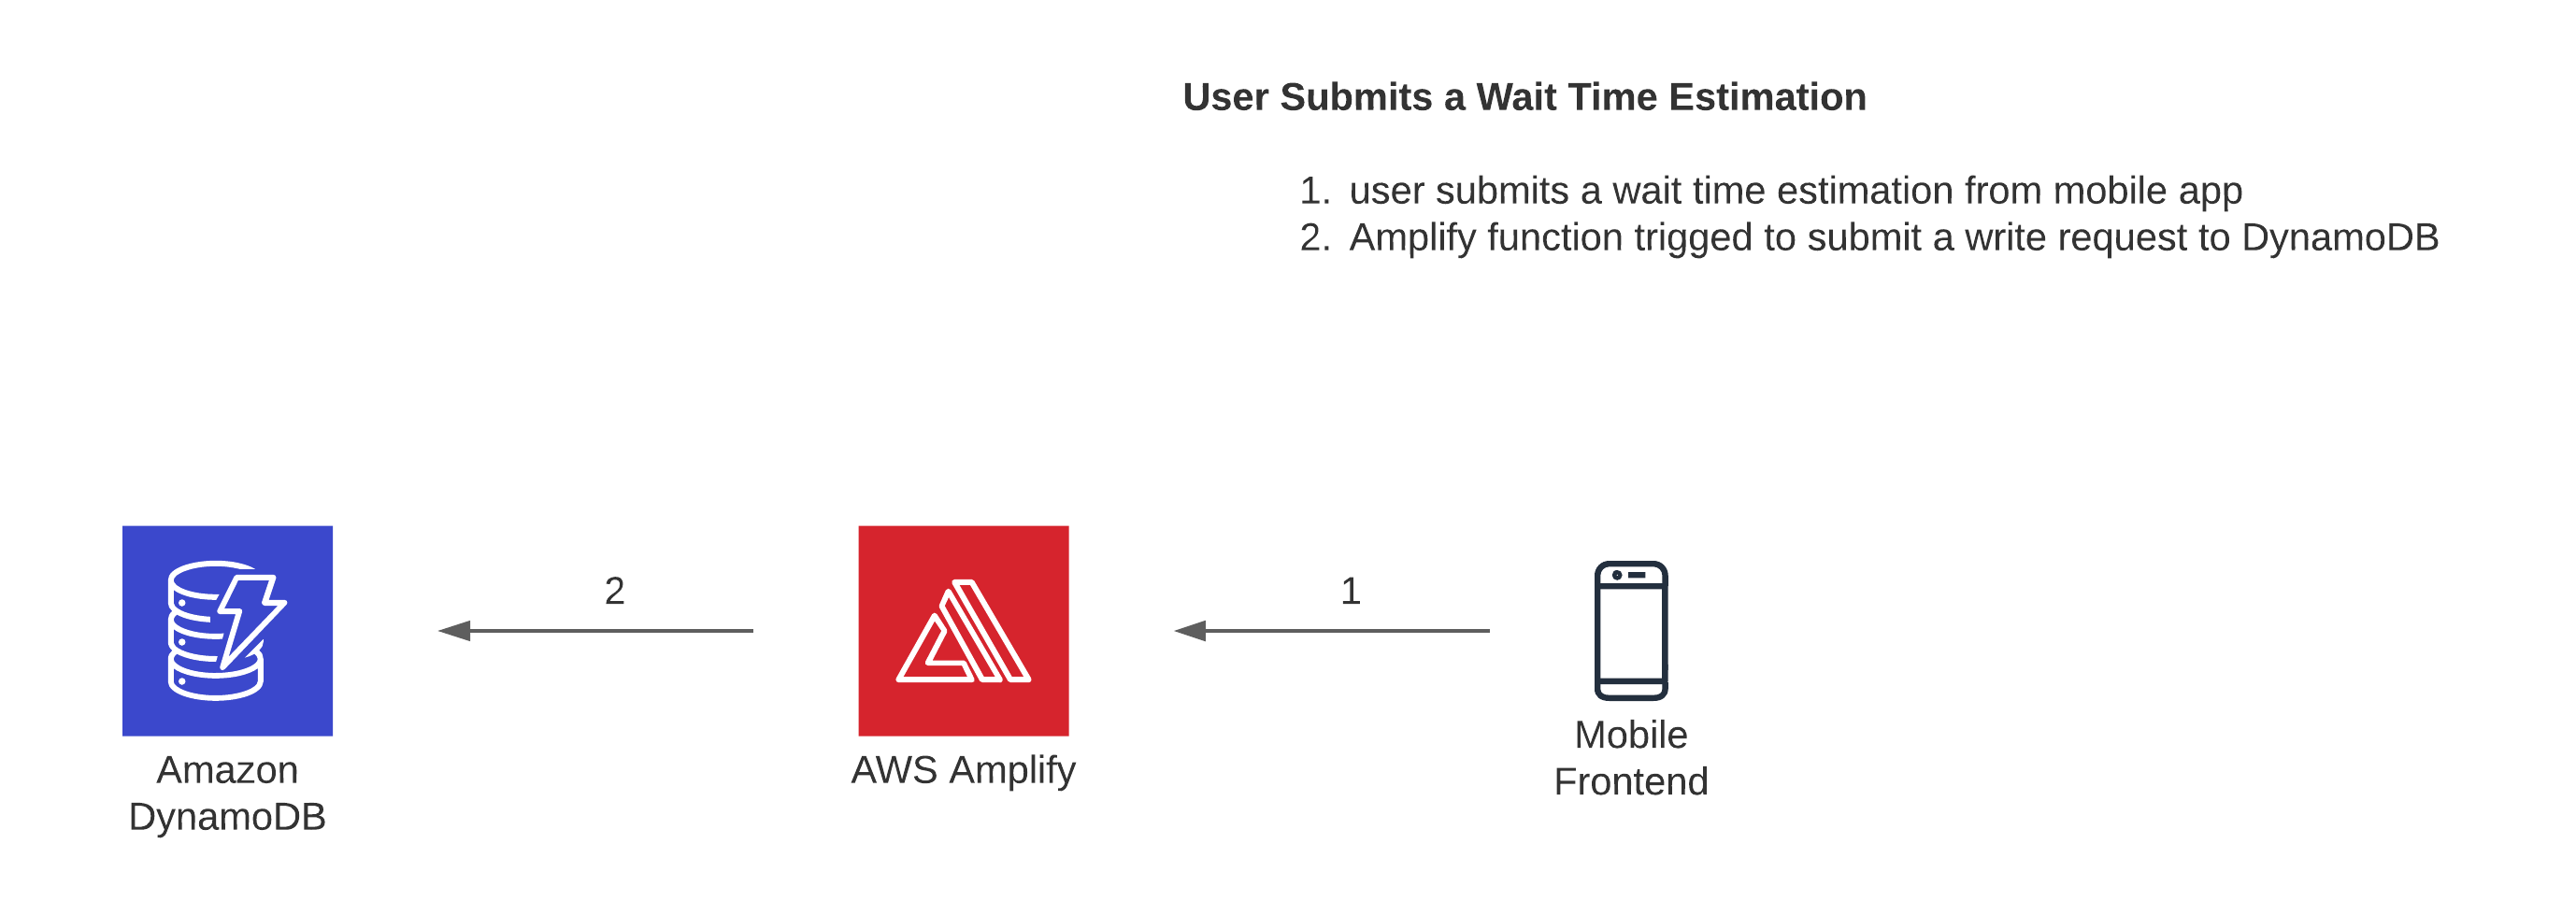 User Submits a Wait Time Estimation
1. user submits a wait time estimation from mobile app
2. Amplify function trigged to submit a write request to DynamoDB
2
1
Amazon
DynamoDB
AWS Amplify
Mobile
Frontend